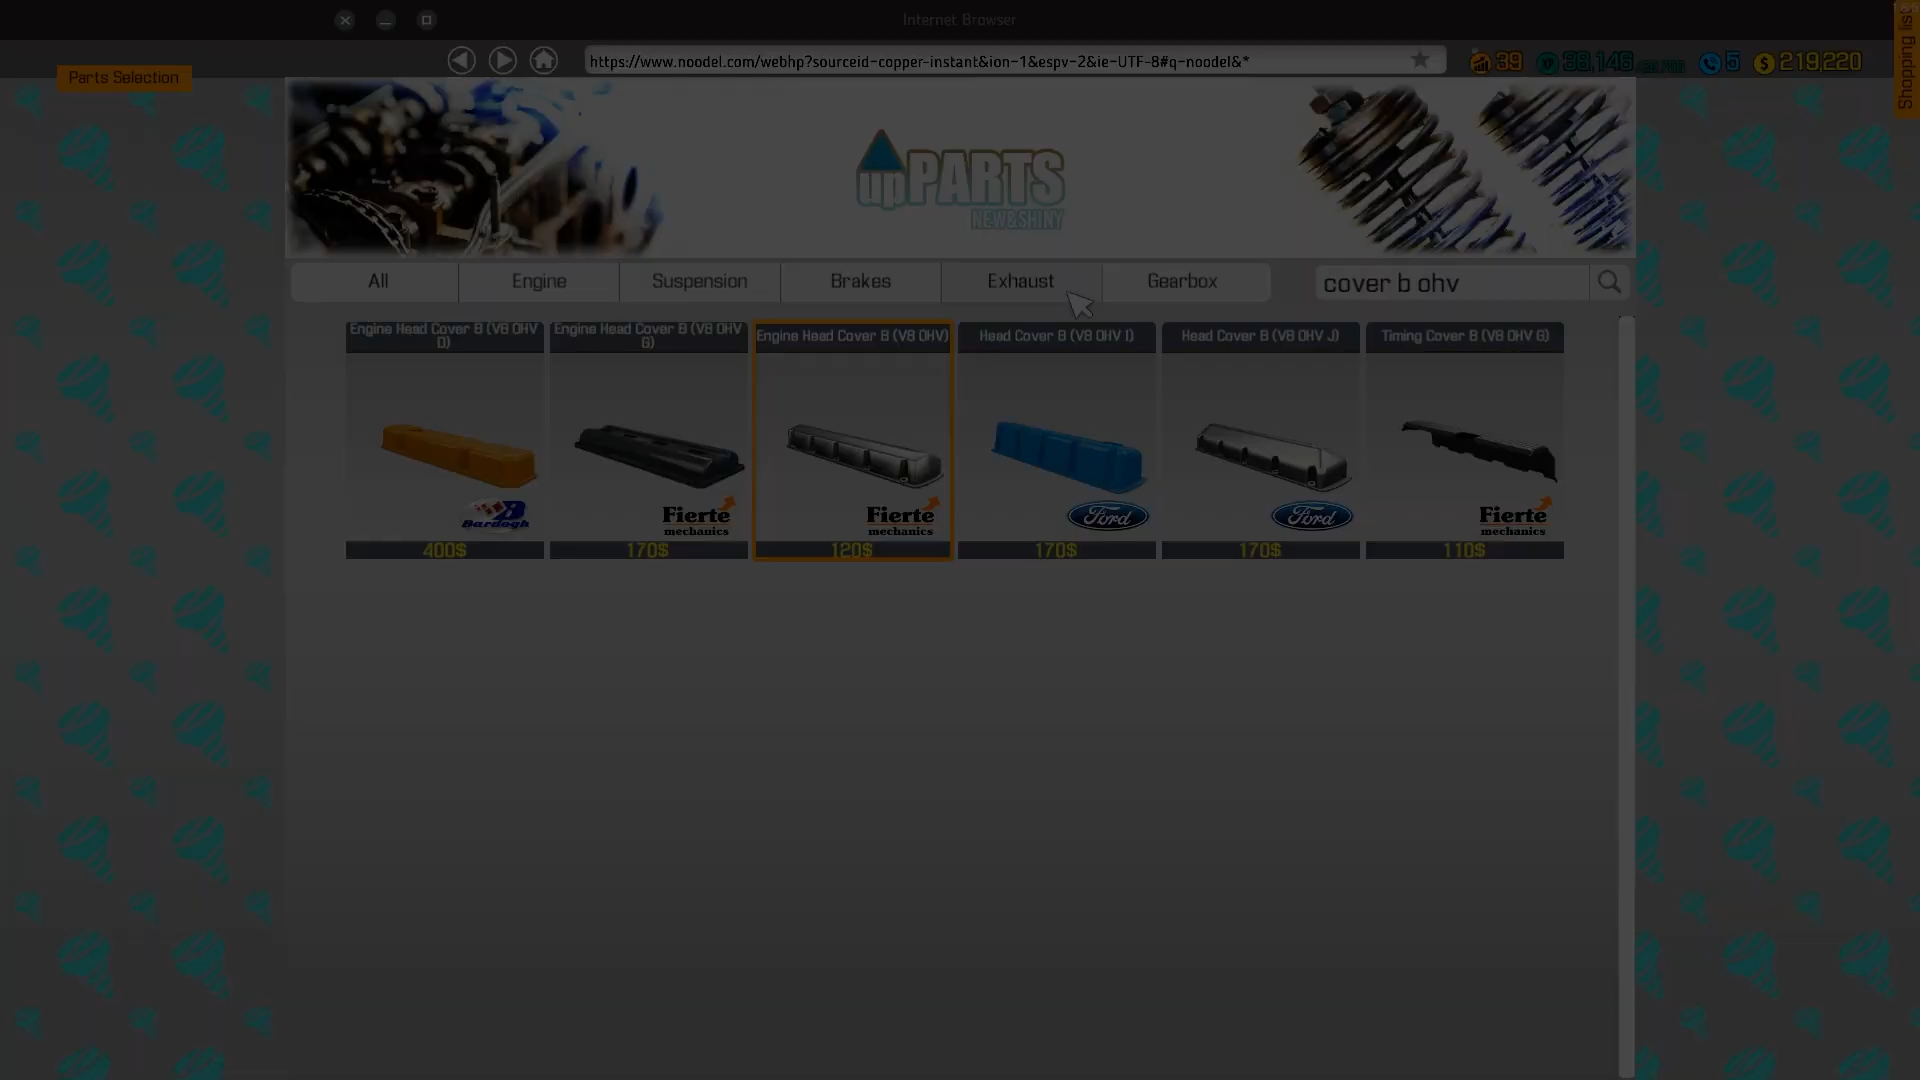 Internet Browser
Shopping list
Parts Selection
https://www.noodel.com/webhp?sourceid-copper-instant&ion-1&espv-2&ie-UTF-8#q-noodel&*
39
5
219,220
upPARTS
NEW&SHINY
All
Engine
Suspension
Brakes
Exhaust
Gearbox
cover b ohv
Engine Head Cover B (V8 OHV
D)
Engine Head Cover B (V8 OHV
G)
Engine Head Cover B (V8 OHV)
Head Cover B (V8 OHV I)
Head Cover B (V8 OHV J)
Timing Cover B (V8 OHV G)
Bardogh
Fierte
mechanics
Fierte
mechanics
Ford
Ford
Fierte
mechanics
400$
170$
120$
170$
170$
110$